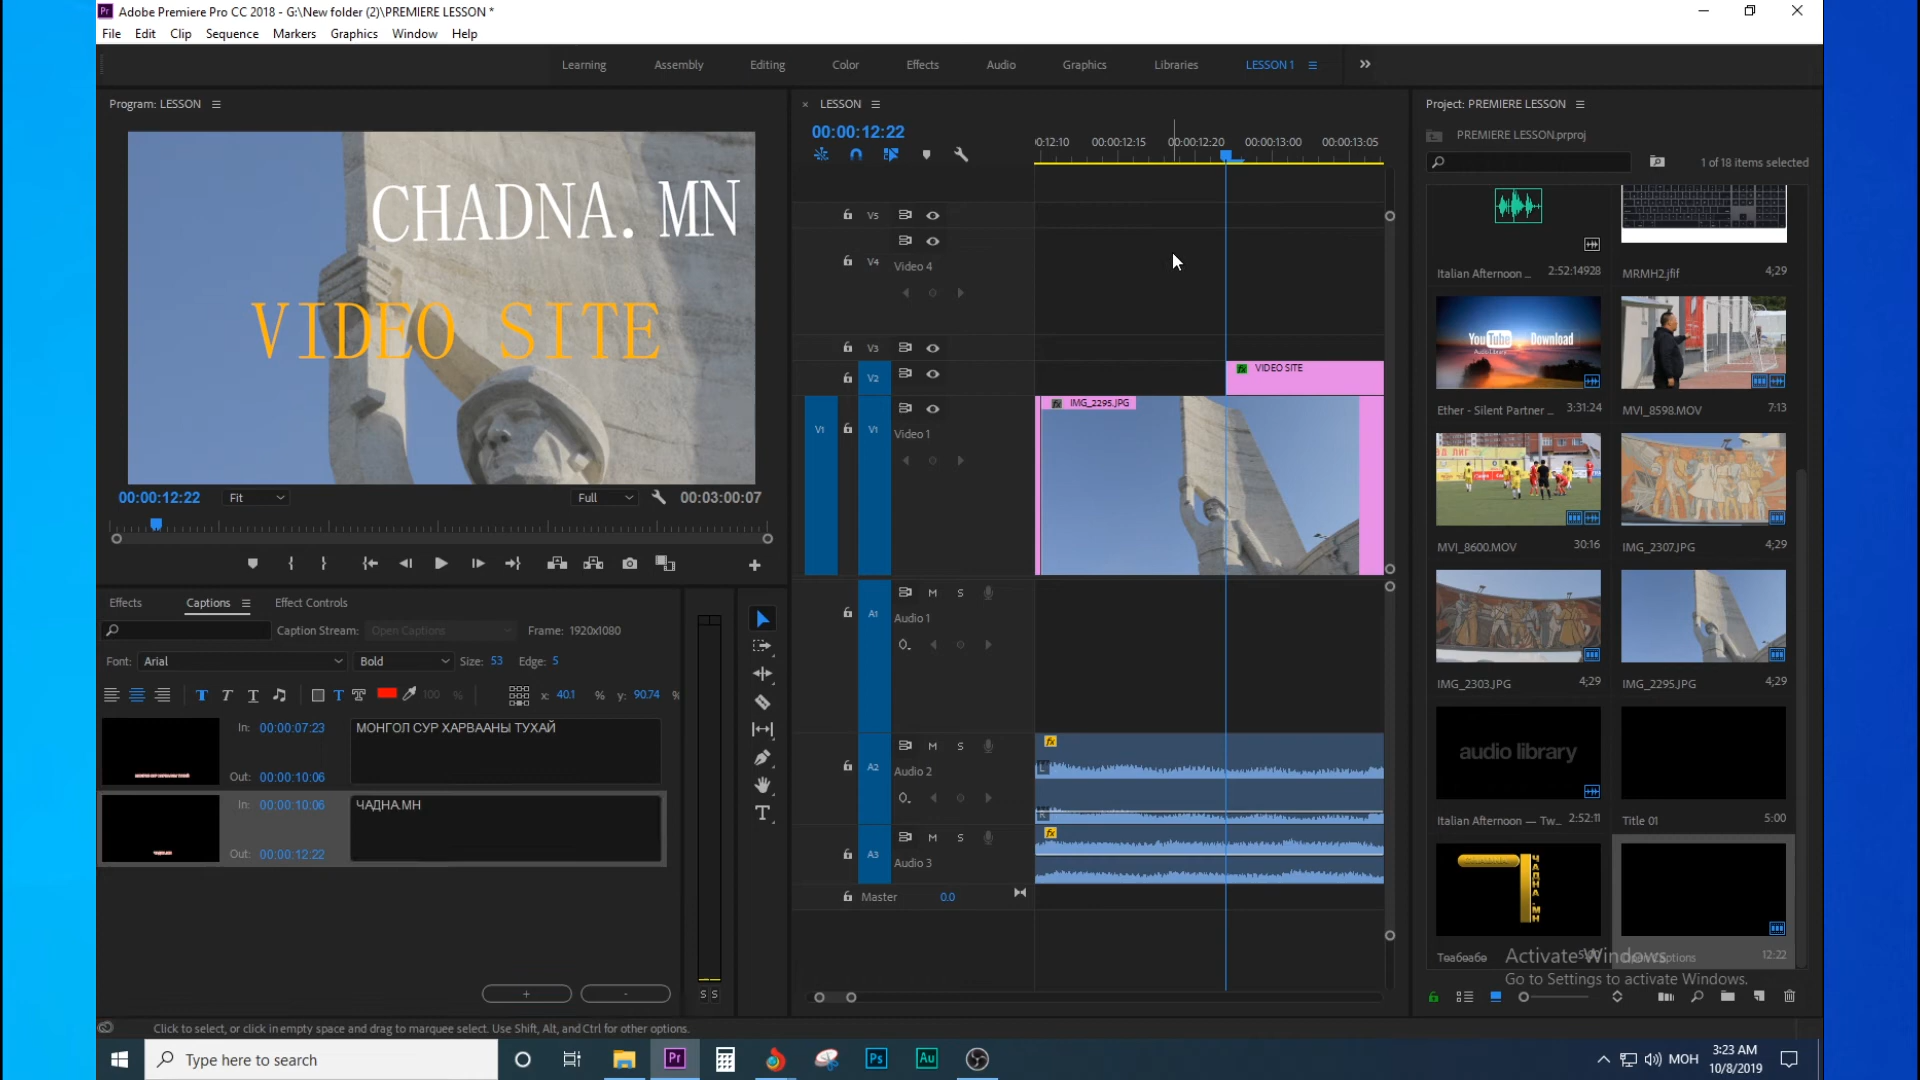 Adobe Premiere Pro CC 2018 - G:\New folder (2)\PREMIERE LESSON *
File Edit Clip Sequence Markers Graphics Window Help
Learning Assembly Editing Color Effects Audio Graphics Libraries LESSON 1
Program: LESSON
CHADNA.MN
VIDEO SITE
00:00:12:22 Fit Full 00:03:00:07
Effects Captions Effect Controls
Caption Stream: Open Captions Frame: 1920x1080
Font: Arial Bold Size: 53 Edge: 5
100 % x: 40.1 % y: 90.74 %
In: 00:00:07:23 МОНГОЛ СУР ХАРВААНЫ ТУХАЙ
Out: 00:00:10:06
In: 00:00:10:06 ЧАДНА.МН
Out: 00:00:12:22
+ -
S S
LESSON
00:00:12:22
00:00:12:15 00:00:12:20 00:00:13:00 00:00:13:05
V5
V4 Video 4
V3
V2 VIDEO SITE
V1 V1 Video 1 IMG_2295.JPG
A1 M S Audio 1
A2 M S Audio 2
L
R
A3 M S Audio 3
Master 0.0
Project: PREMIERE LESSON
PREMIERE LESSON.prproj
1 of 18 items selected
Italian Afternoon ... 2:52:14928 MRMH2.jfif 4;29
YouTube Download
Audio Library
Ether - Silent Partner ... 3:31:24 MVI_8598.MOV 7:13
MVI_8600.MOV 30:16 IMG_2307.JPG 4;29
IMG_2303.JPG 4;29 IMG_2295.JPG 4;29
audio library
Italian Afternoon — Tw... 2:52:11 Title 01 5:00
ЧАДНА.МН
12:22
Activate Windows
Go to Settings to activate Windows.
Click to select, or click in empty space and drag to marquee select. Use Shift, Alt, and Ctrl for other options.
Type here to search
Pr Ps Au
МОН 3:23 AM
10/8/2019